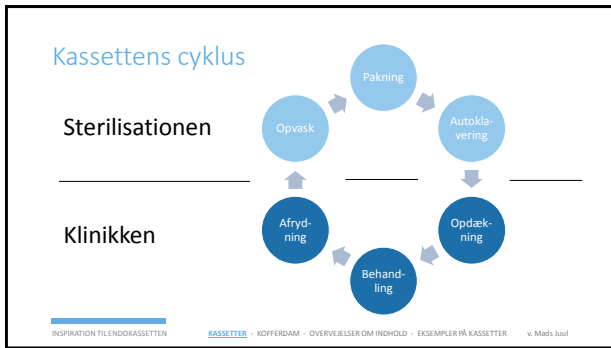 Kassettens cyklus
Pakning
Sterilisationen
Opvask
Autokla-
vering
Klinikken
Afryd-
ning
Opdæk-
ning
Behand-
ling
INSPIRATION TIL ENDOKASSETTEN
KASSETTER - KOFFERDAM - OVERVEJELSER OM INDHOLD - EKSEMPLER PÅ KASSETTER
v. Mads Juul